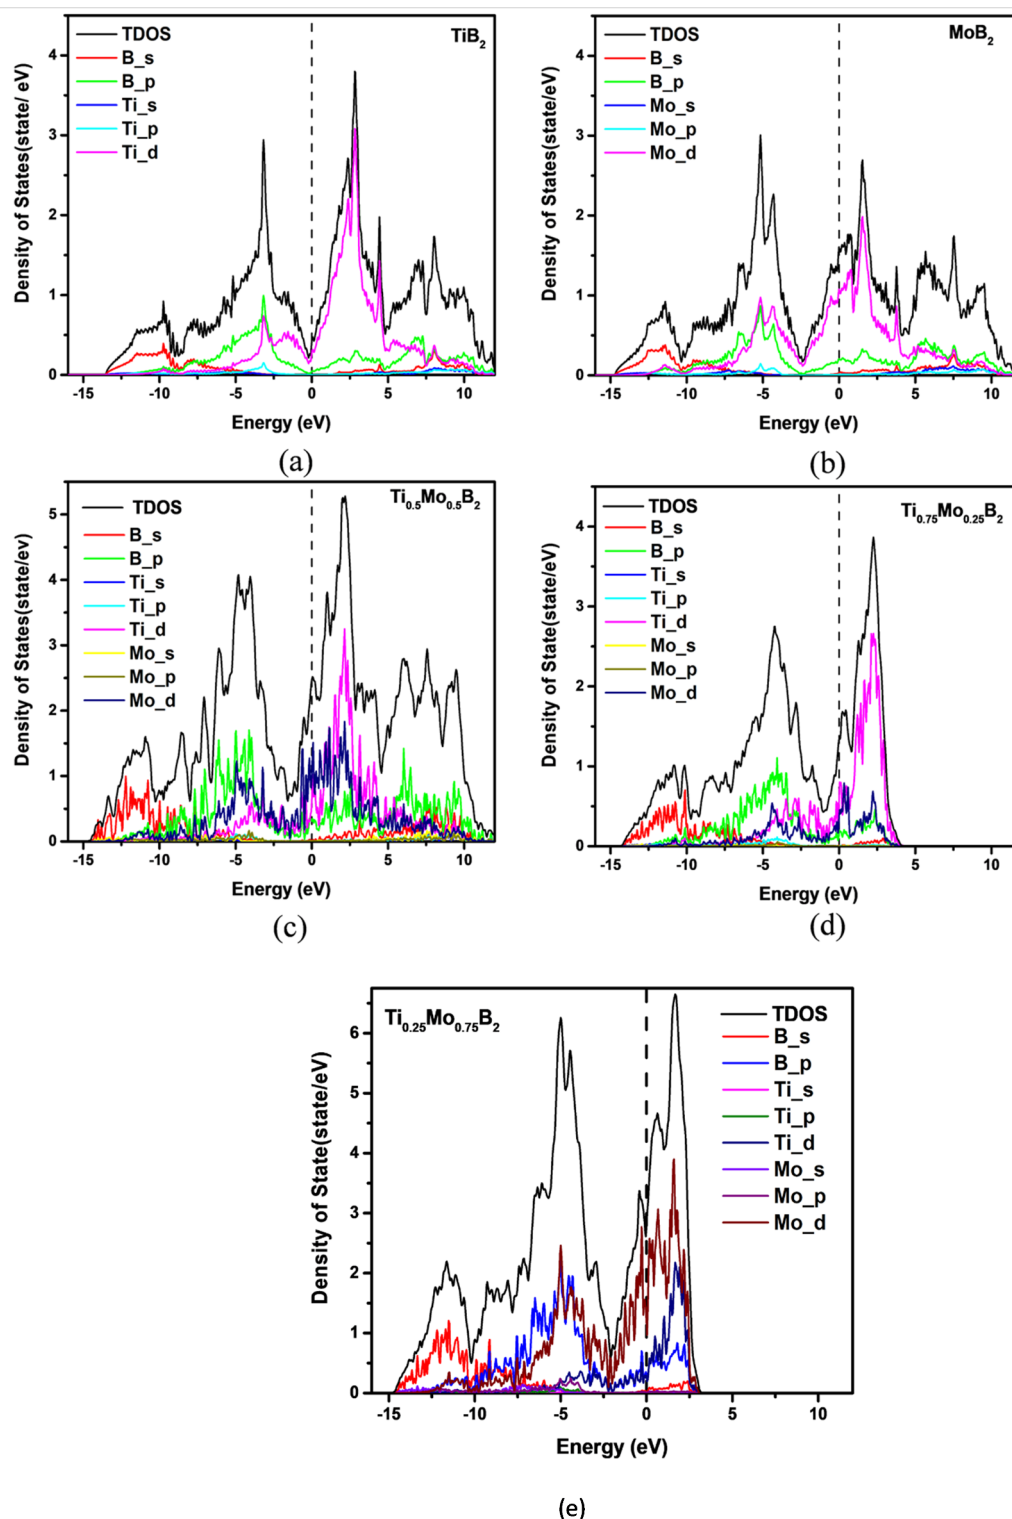 TiB2
TDOS
B_s
B_p
Ti_s
Ti_p
Ti_d
Density of States(state/ eV)
4
3
2
1
0
-15
-10
-5
0
5
10
Energy (eV)
(a)
MoB2
TDOS
B_s
B_p
Mo_s
Mo_p
Mo_d
Density of States(state/eV)
4
3
2
1
0
-15
-10
-5
0
5
10
Energy (eV)
(b)
Ti0.5Mo0.5B2
TDOS
B_s
B_p
Ti_s
Ti_p
Ti_d
Mo_s
Mo_p
Mo_d
Density of States(state/ev)
5
4
3
2
1
0
-15
-10
-5
0
5
10
Energy (eV)
(c)
Ti0.75Mo0.25B2
TDOS
B_s
B_p
Ti_s
Ti_p
Ti_d
Mo_s
Mo_p
Mo_d
Density of State(state/eV)
4
3
2
1
0
-15
-10
-5
0
5
10
Energy (eV)
(d)
Ti0.25Mo0.75B2
TDOS
B_s
B_p
Ti_s
Ti_p
Ti_d
Mo_s
Mo_p
Mo_d
Density of State(state/eV)
6
5
4
3
2
1
0
-15
-10
-5
0
5
10
Energy (eV)
(e)